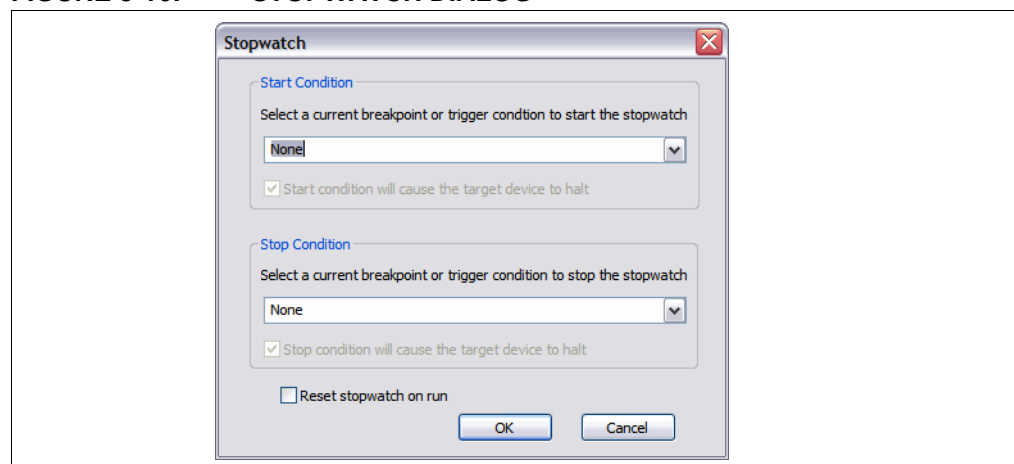 Stopwatch
Start Condition
Select a current breakpoint or trigger condtion to start the stopwatch
None
Start condition will cause the target device to halt
Stop Condition
Select a current breakpoint or trigger condition to stop the stopwatch
None
Stop condition will cause the target device to halt
Reset stopwatch on run
OK Cancel